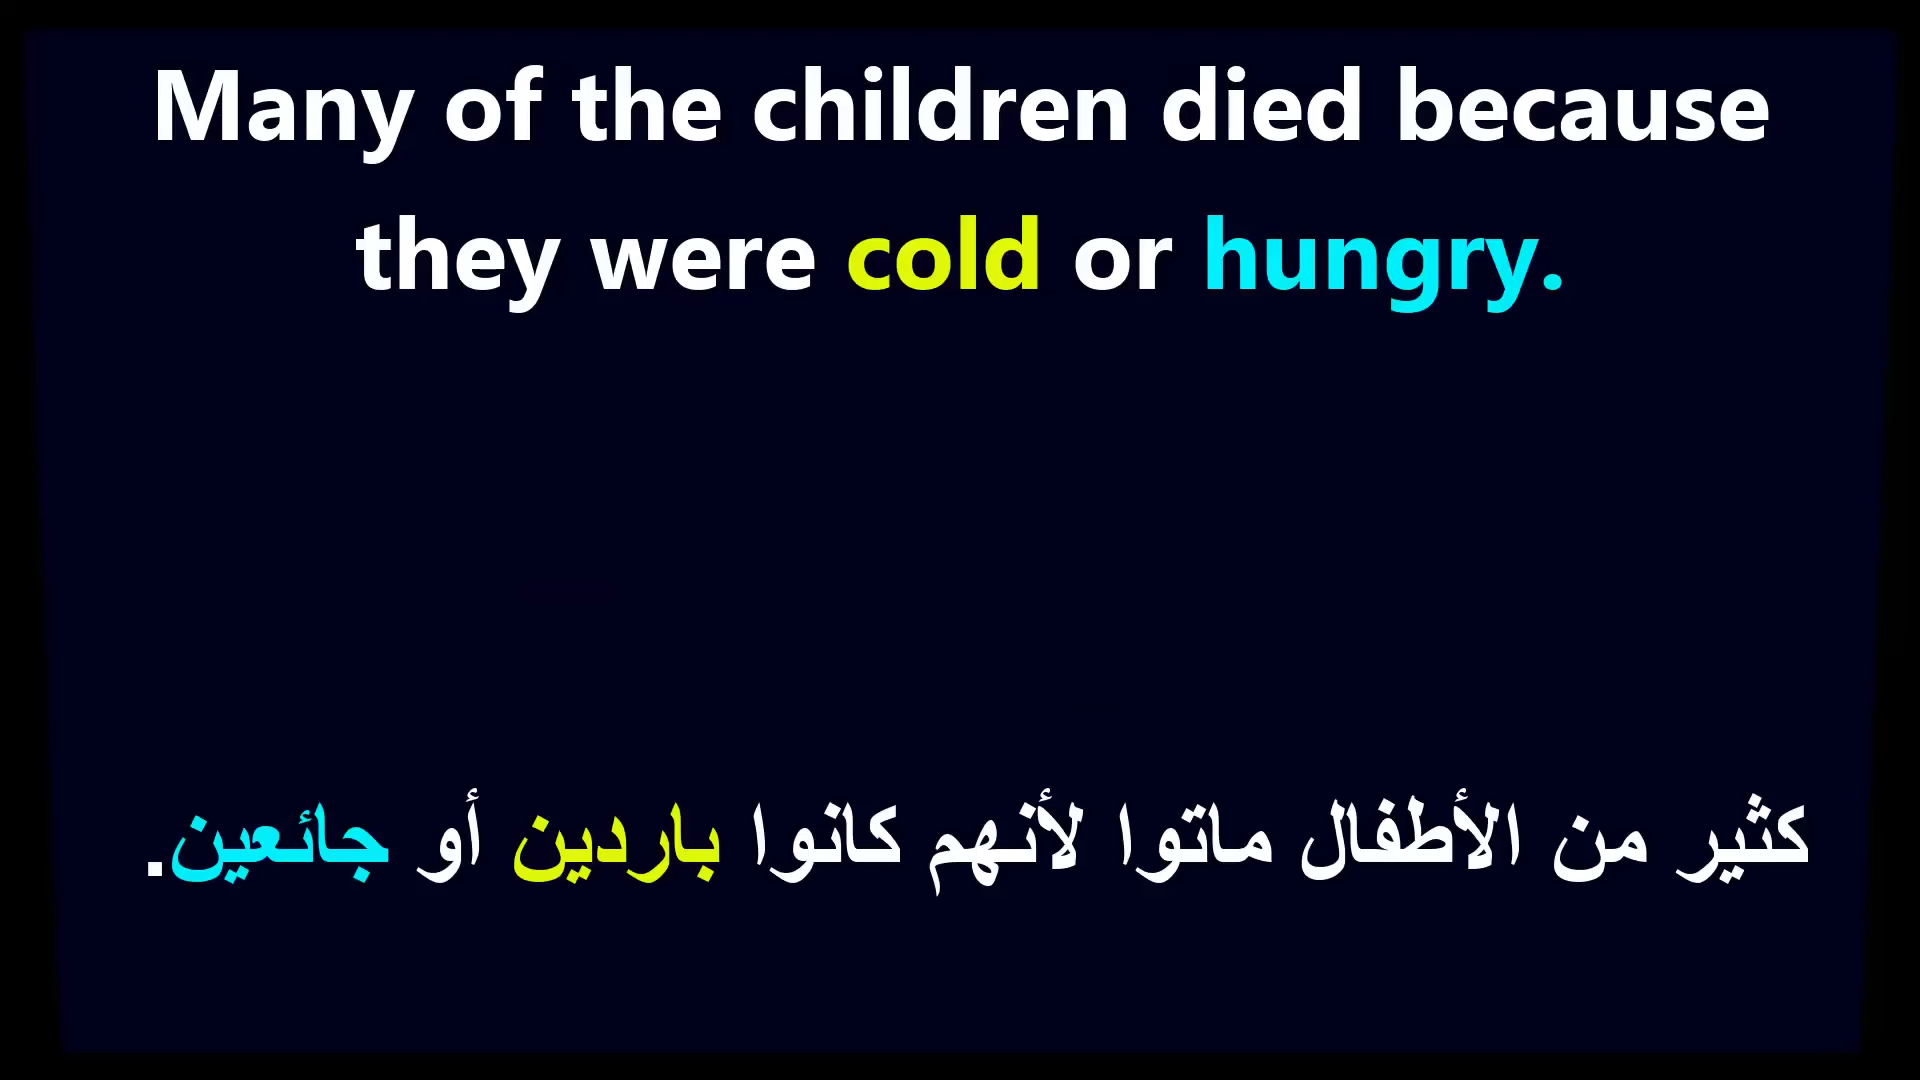 Many of the children died because
they were cold or hungry.
كثير من الأطفال ماتوا لأنهم كانوا باردين أو جائعين.